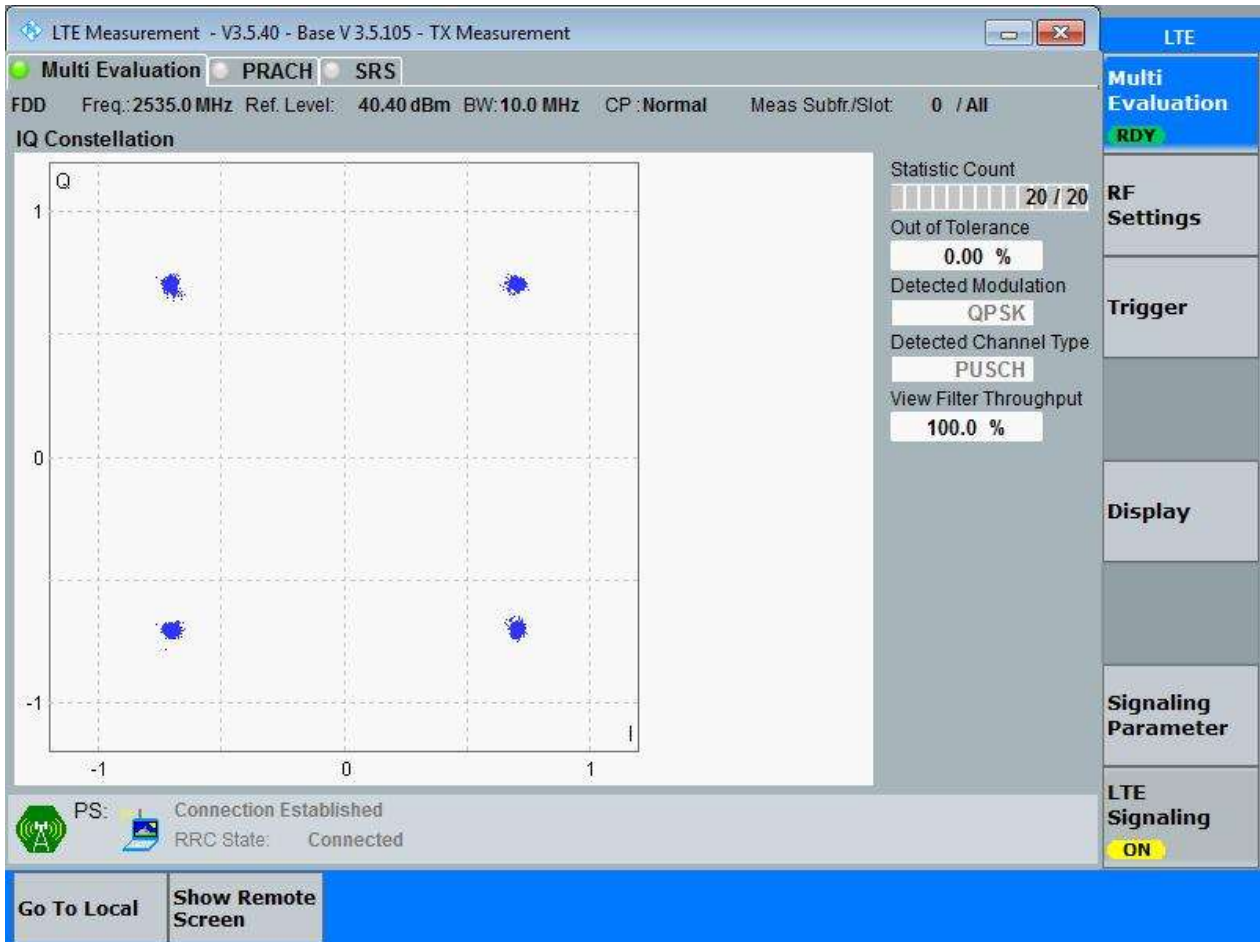 LTE Measurement - V3.5.40 - Base V 3.5.105 - TX Measurement
LTE
Multi Evaluation PRACH SRS
FDD Freq.: 2535.0 MHz Ref. Level: 40.40 dBm BW: 10.0 MHz CP : Normal Meas Subfr./Slot: 0 / All
IQ Constellation
Q
1
0
-1
I
-1 0 1
Statistic Count
20 / 20
Out of Tolerance
0.00 %
Detected Modulation
QPSK
Detected Channel Type
PUSCH
View Filter Throughput
100.0 %
PS: Connection Established
RRC State: Connected
Multi
Evaluation
RDY
RF
Settings
Trigger
Display
Signaling
Parameter
LTE
Signaling
ON
Go To Local
Show Remote
Screen